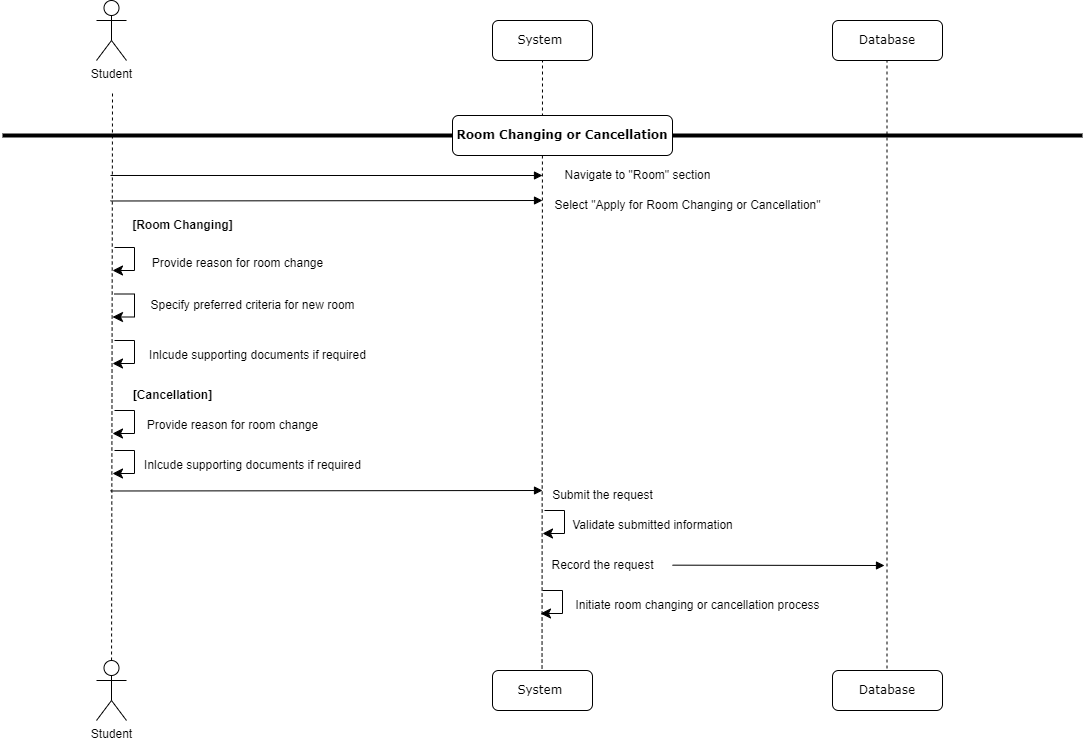 Student
System
Database
Room Changing or Cancellation
Navigate to "Room" section
Select "Apply for Room Changing or Cancellation"
[Room Changing]
Provide reason for room change
Specify preferred criteria for new room
Inlcude supporting documents if required
[Cancellation]
Provide reason for room change
Inlcude supporting documents if required
Submit the request
Validate submitted information
Record the request
Initiate room changing or cancellation process
Student
System
Database